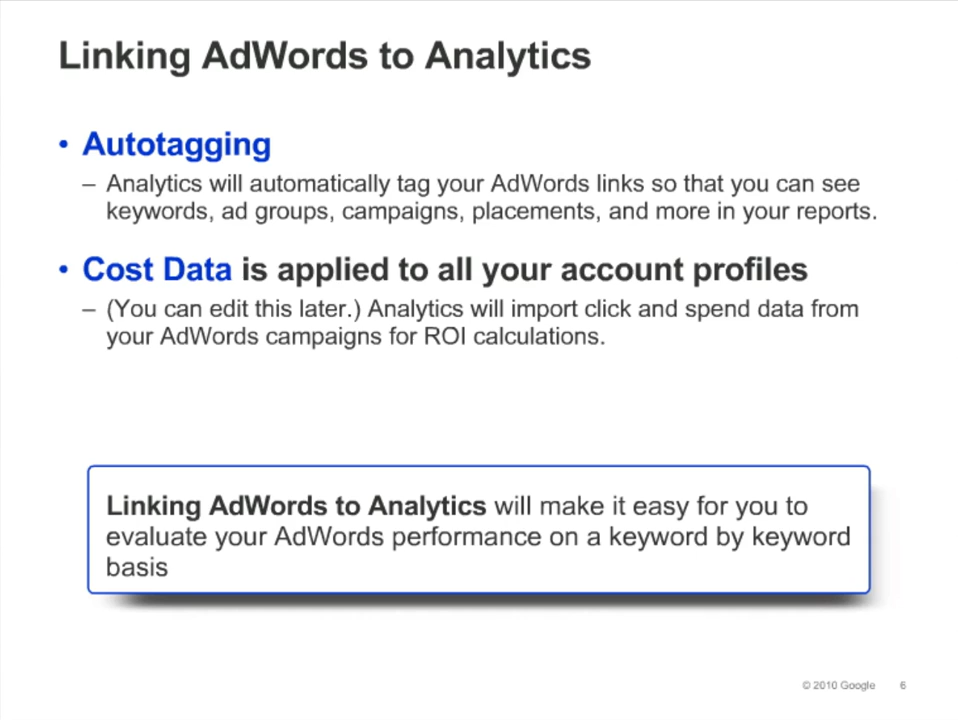 Linking AdWords to Analytics
• Autotagging
– Analytics will automatically tag your AdWords links so that you can see
keywords, ad groups, campaigns, placements, and more in your reports.
• Cost Data is applied to all your account profiles
– (You can edit this later.) Analytics will import click and spend data from
your AdWords campaigns for ROI calculations.
Linking AdWords to Analytics will make it easy for you to
evaluate your AdWords performance on a keyword by keyword
basis
© 2010 Google 6